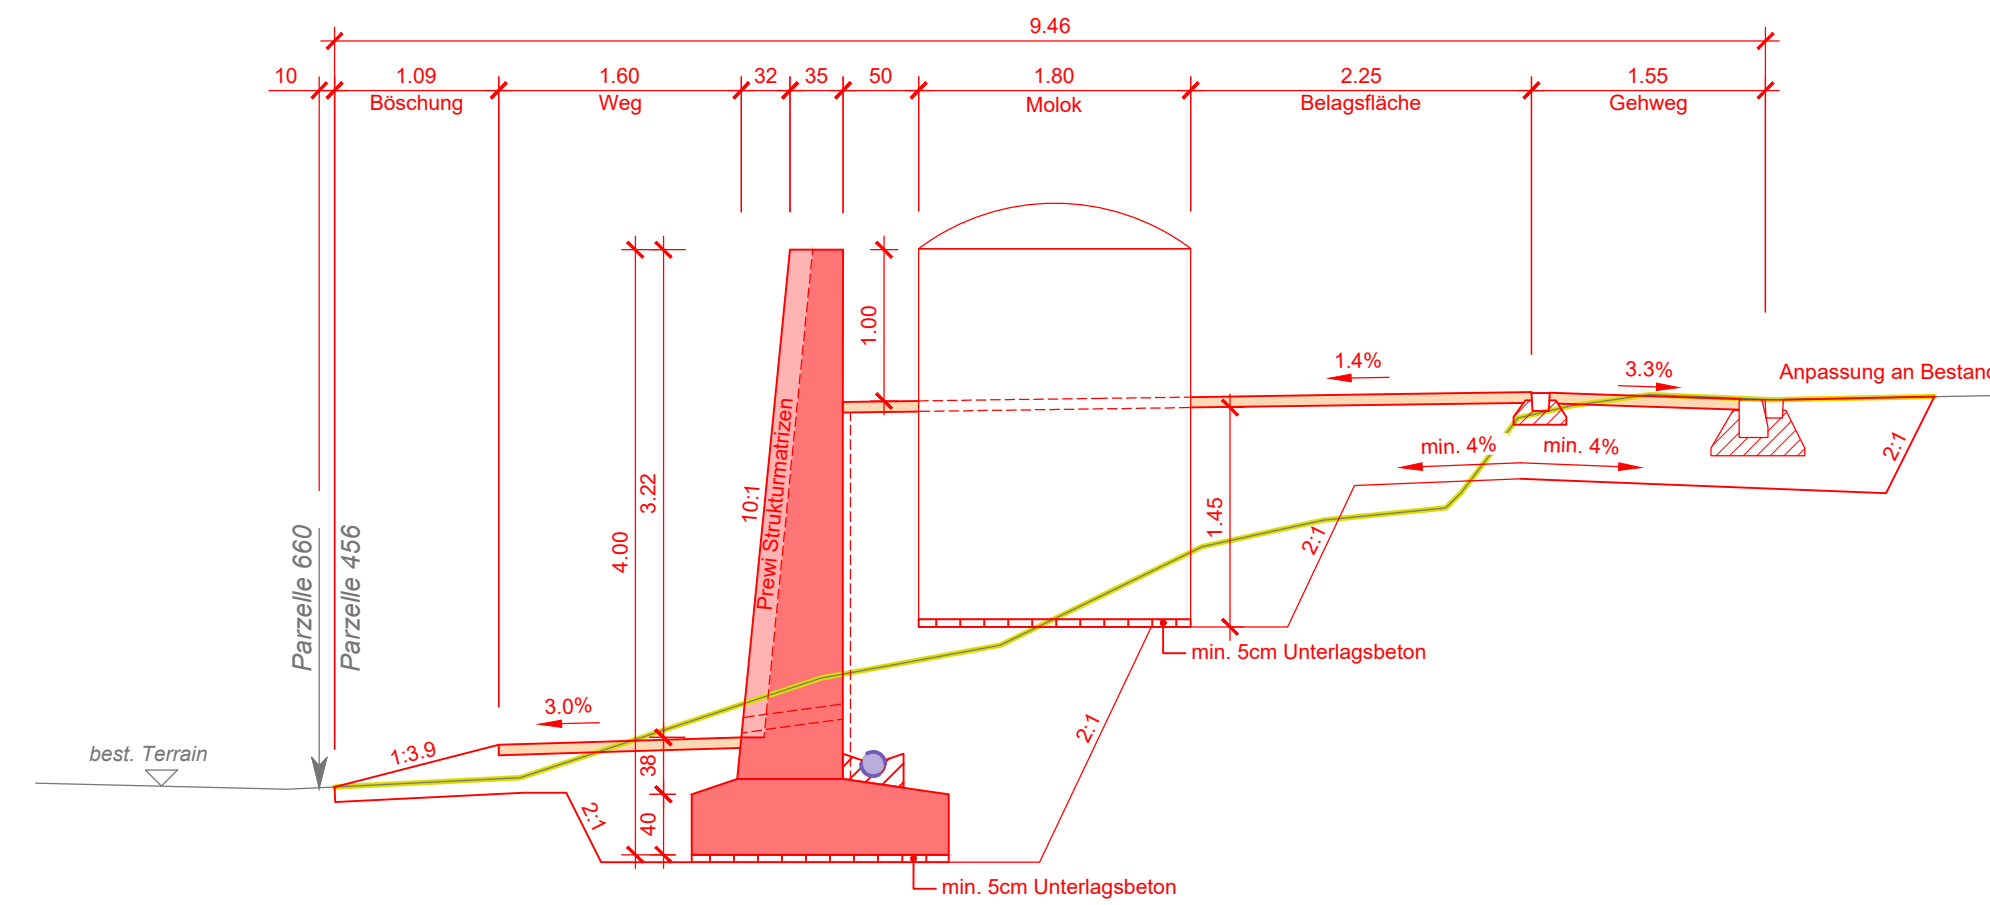 9.46
10
1.09
1.60
32
35
50
1.80
2.25
1.55
Böschung
Weg
Molok
Belagsfläche
Gehweg
1.00
1.4%
3.3%
Anpassung an Bestand
Prewi Strukturmatrizen
10:1
3.22
4.00
min. 4%
min. 4%
2:1
1.45
2:1
Parzelle 660
Parzelle 456
min. 5cm Unterlagsbeton
3.0%
2:1
best. Terrain
1:3.9
38
2:1
40
min. 5cm Unterlagsbeton